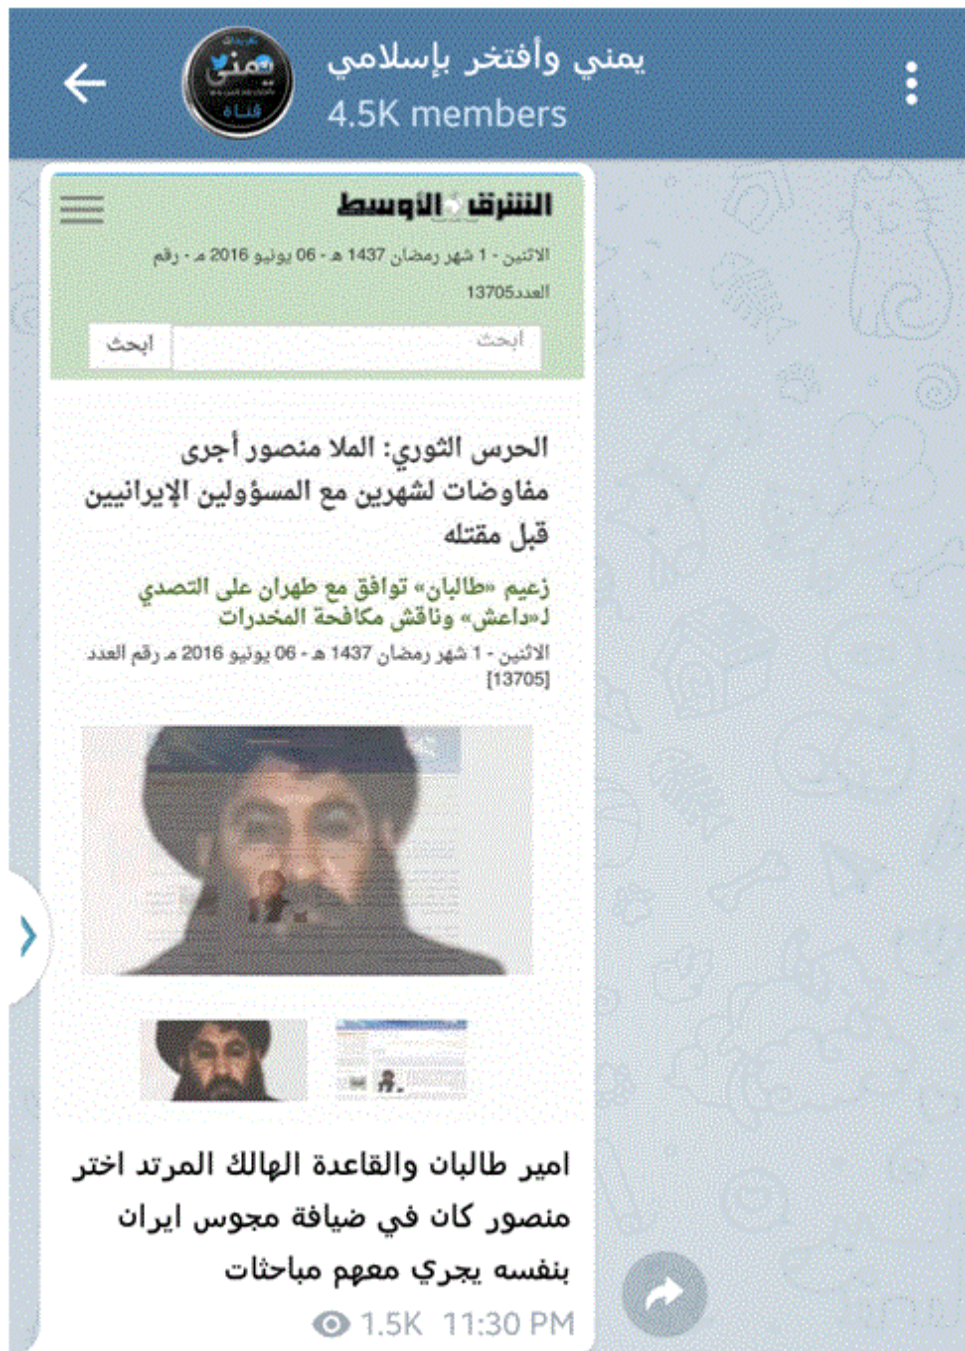 يمني وأفتخر بإسلامي
4.5K members
يمني
قناة
الشرق الأوسط
الاثنين - 1 شهر رمضان 1437 هـ - 06 يونيو 2016 مـ - رقم
العدد13705
ابحث
ابحث
الحرس الثوري: الملا منصور أجرى
مفاوضات لشهرين مع المسؤولين الإيرانيين
قبل مقتله
زعيم «طالبان» توافق مع طهران على التصدي
لـ«داعش» وناقش مكافحة المخدرات
الاثنين - 1 شهر رمضان 1437 هـ - 06 يونيو 2016 مـ رقم العدد
[13705]
امير طالبان والقاعدة الهالك المرتد اختر
منصور كان في ضيافة مجوس ايران
بنفسه يجري معهم مباحثات
1.5K 11:30 PM